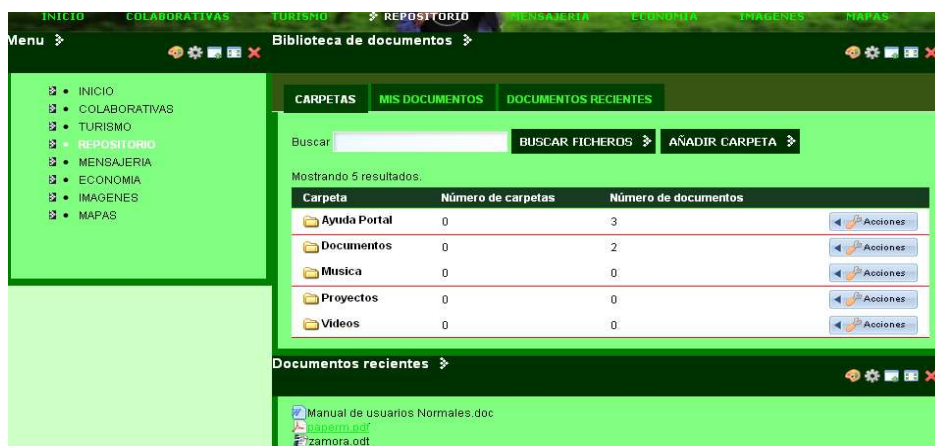 INICIO COLABORATIVAS TURISMO REPOSITORIO MENSAJERIA ECONOMIA IMAGENES MAPAS
Menu
INICIO
COLABORATIVAS
TURISMO
REPOSITORIO
MENSAJERIA
ECONOMIA
IMAGENES
MAPAS
Biblioteca de documentos
CARPETAS MIS DOCUMENTOS DOCUMENTOS RECIENTES
Buscar BUSCAR FICHEROS AÑADIR CARPETA
Mostrando 5 resultados.
Carpeta Número de carpetas Número de documentos
Ayuda Portal 0 3 Acciones
Documentos 0 2 Acciones
Musica 0 0 Acciones
Proyectos 0 0 Acciones
Videos 0 0 Acciones
Documentos recientes
Manual de usuarios Normales.doc
paperm.pdf
zamora.odt